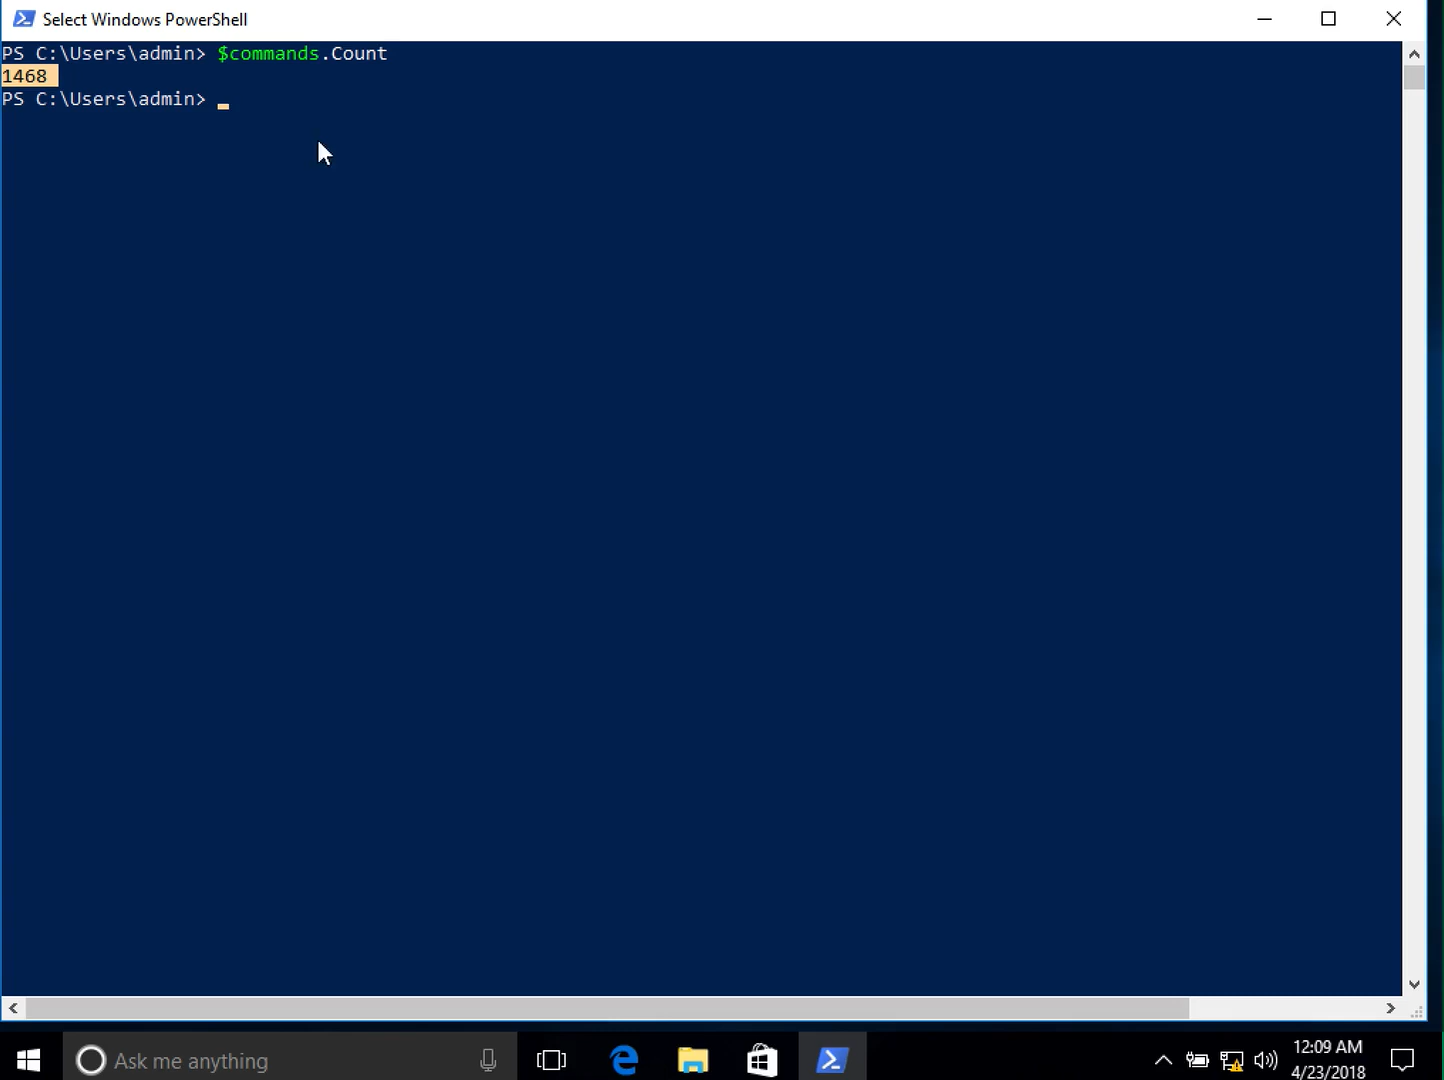 Select Windows PowerShell
PS C:\Users\admin> $commands.Count
1468
PS C:\Users\admin>
Ask me anything
12:09 AM
4/23/2018